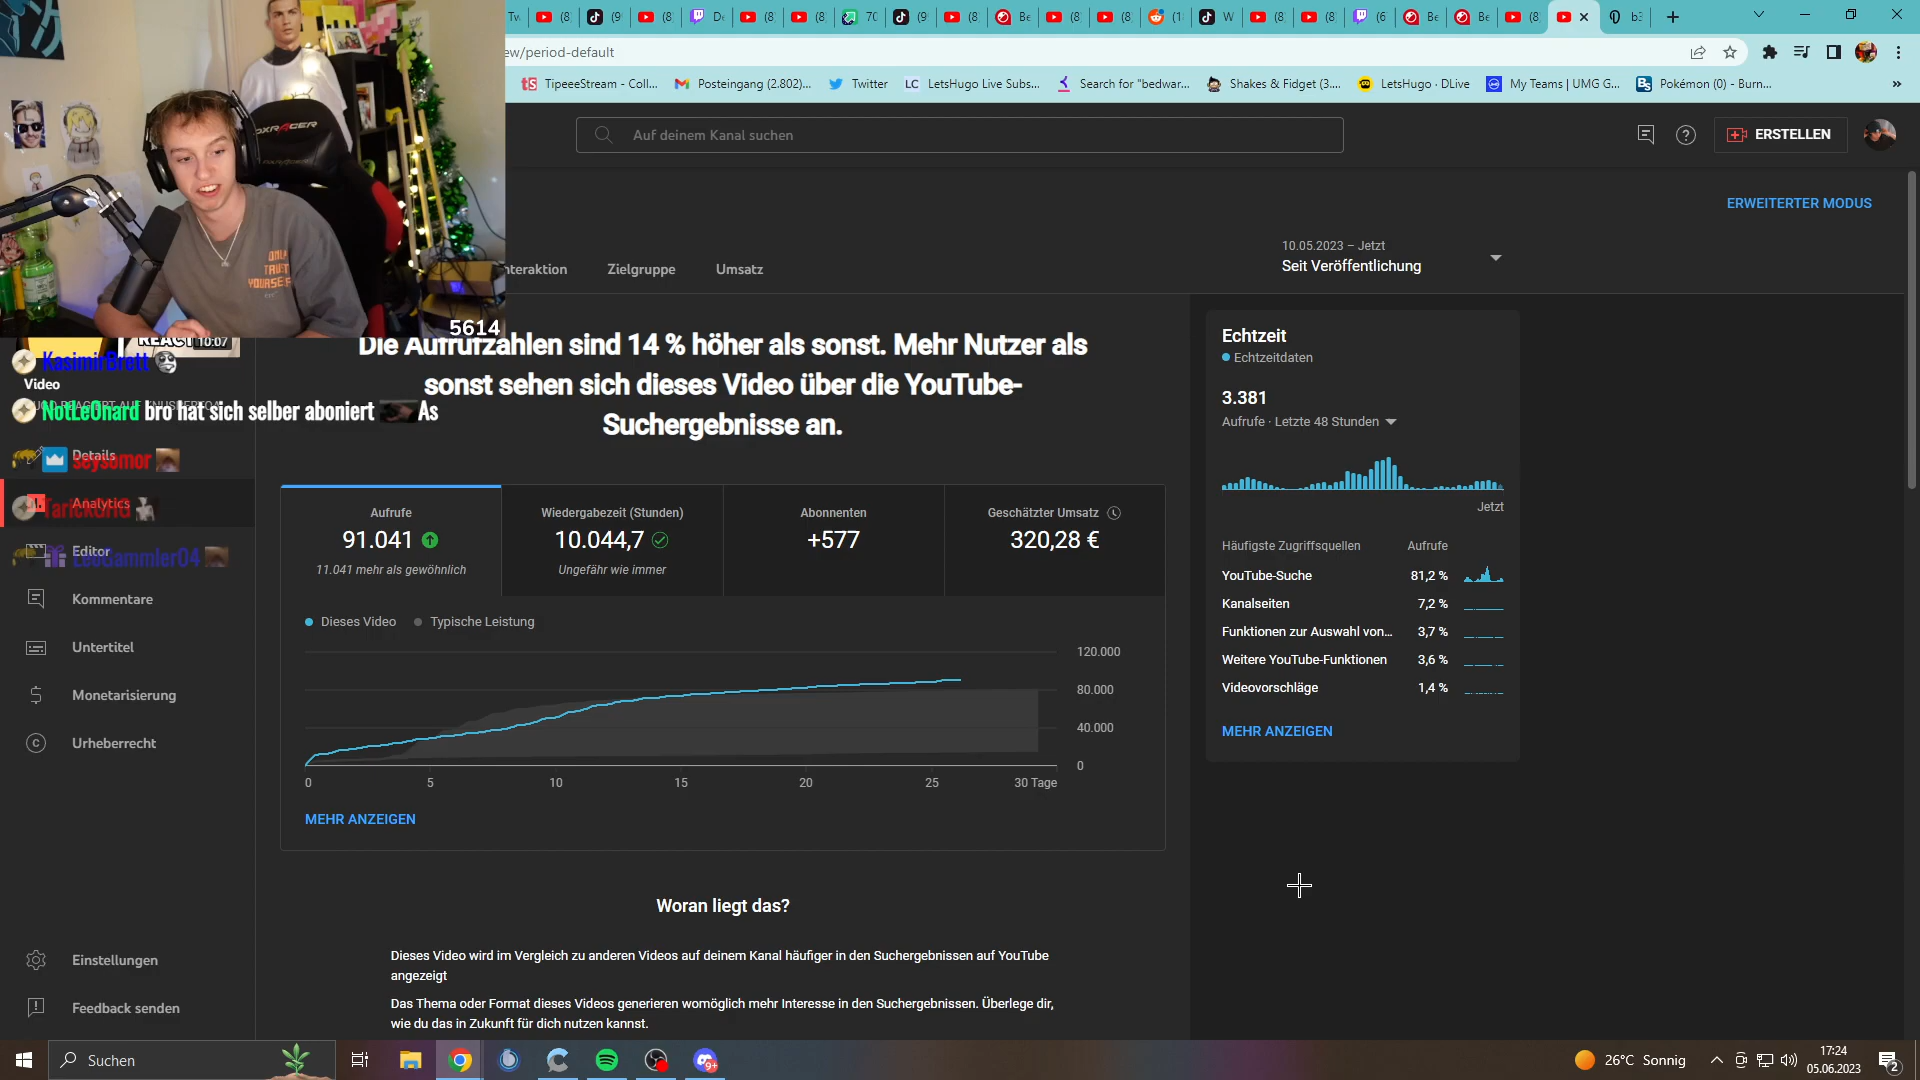 ew/period-default
TipeeeStream - Coll...
Posteingang (2.802)...
Twitter
LetsHugo Live Subs...
Search for "bedwar...
Shakes & Fidget (3....
LetsHugo · DLive
My Teams | UMG G...
Pokémon (0) - Burn...
»
Auf deinem Kanal suchen
ERSTELLEN
ERWEITERTER MODUS
nteraktion
Zielgruppe
Umsatz
10.05.2023 – Jetzt
Seit Veröffentlichung
ONLY
TRUST
YOURSELF
5614
REACT
10:07
KasimirBrett
Video
NotLeOnard bro hat sich selber aboniert As
Details
seysemor
Analytics
Editor
Kommentare
Untertitel
Monetarisierung
Urheberrecht
Einstellungen
Feedback senden
Die Aufrufzahlen sind 14 % höher als sonst. Mehr Nutzer als
sonst sehen sich dieses Video über die YouTube-
Suchergebnisse an.
Aufrufe
91.041
11.041 mehr als gewöhnlich
Wiedergabezeit (Stunden)
10.044,7
Ungefähr wie immer
Abonnenten
+577
Geschätzter Umsatz
320,28 €
Dieses Video
Typische Leistung
120.000
80.000
40.000
0
0 5 10 15 20 25 30 Tage
MEHR ANZEIGEN
Woran liegt das?
Dieses Video wird im Vergleich zu anderen Videos auf deinem Kanal häufiger in den Suchergebnissen auf YouTube
angezeigt
Das Thema oder Format dieses Videos generieren womöglich mehr Interesse in den Suchergebnissen. Überlege dir,
wie du das in Zukunft für dich nutzen kannst.
Echtzeit
Echtzeitdaten
3.381
Aufrufe · Letzte 48 Stunden
Jetzt
Häufigste Zugriffsquellen Aufrufe
YouTube-Suche 81,2 %
Kanalseiten 7,2 %
Funktionen zur Auswahl von... 3,7 %
Weitere YouTube-Funktionen 3,6 %
Videovorschläge 1,4 %
MEHR ANZEIGEN
Suchen
26°C Sonnig
17:24
05.06.2023
2